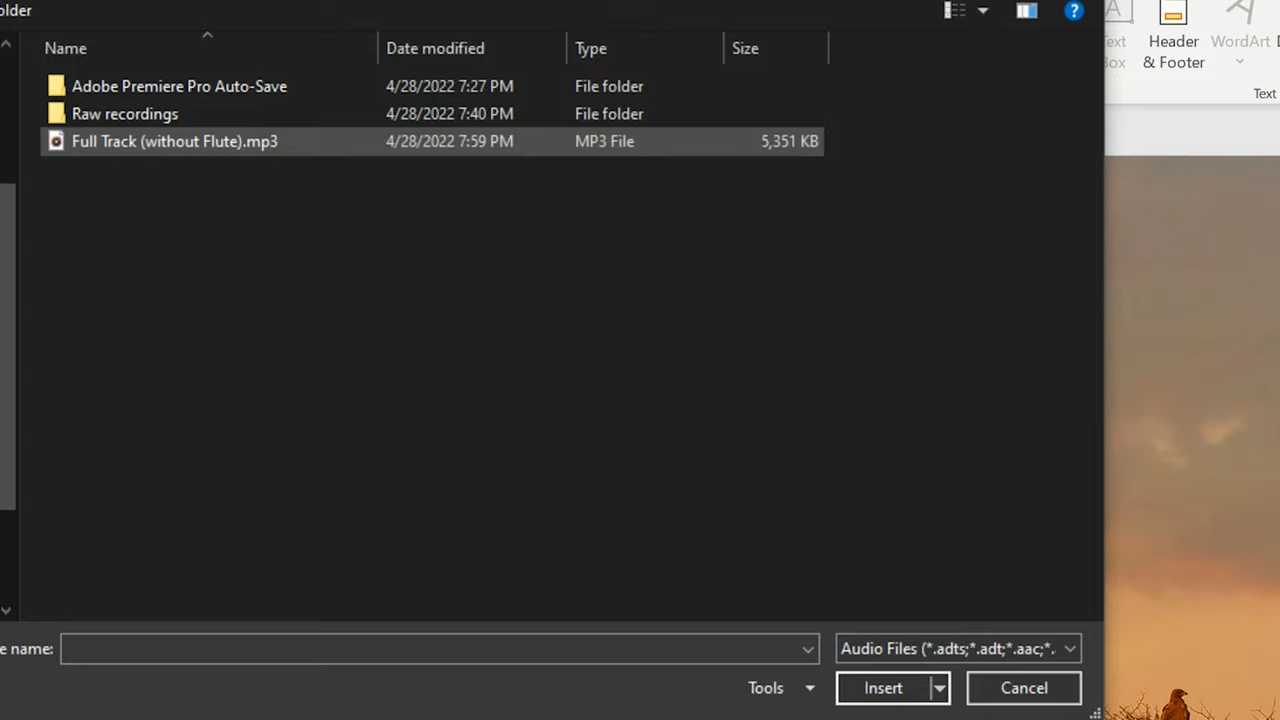 older
Name Date modified Type Size
Adobe Premiere Pro Auto-Save 4/28/2022 7:27 PM File folder
Raw recordings 4/28/2022 7:40 PM File folder
Full Track (without Flute).mp3 4/28/2022 7:59 PM MP3 File 5,351 KB
e name: Audio Files (*.adts;*.adt;*.aac;*.
Tools Insert Cancel
Header
& Footer
WordArt
Text